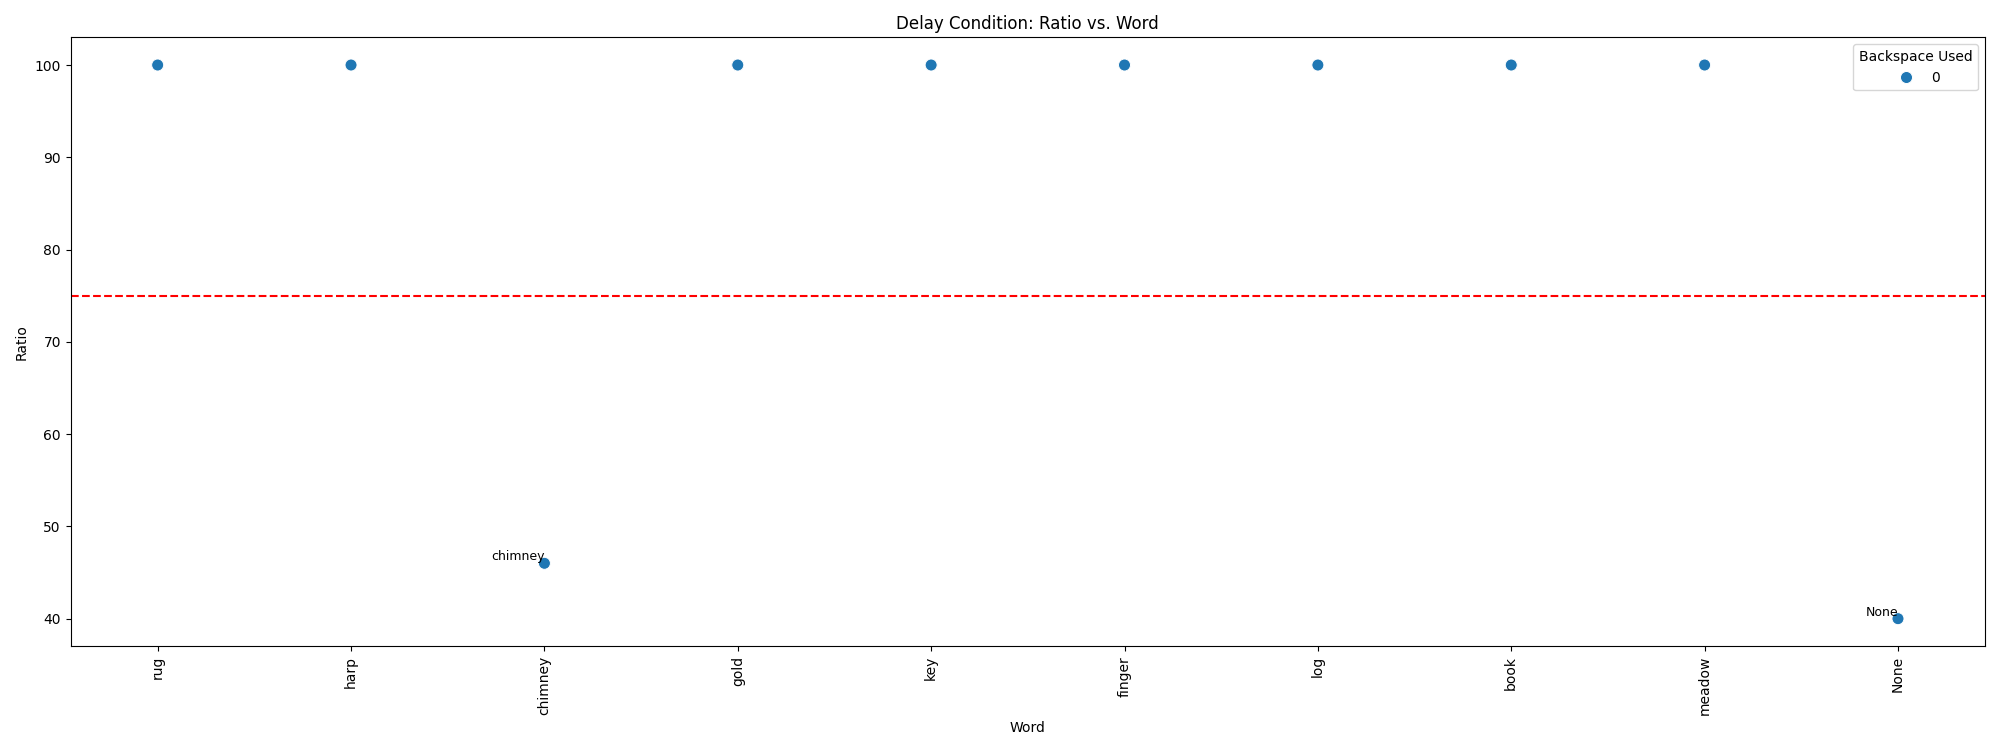 Delay Condition: Ratio vs. Word
Backspace Used
0
100
90
80
70
60
50
40
Ratio
chimney
None
rug
harp
chimney
gold
key
finger
log
book
meadow
None
Word